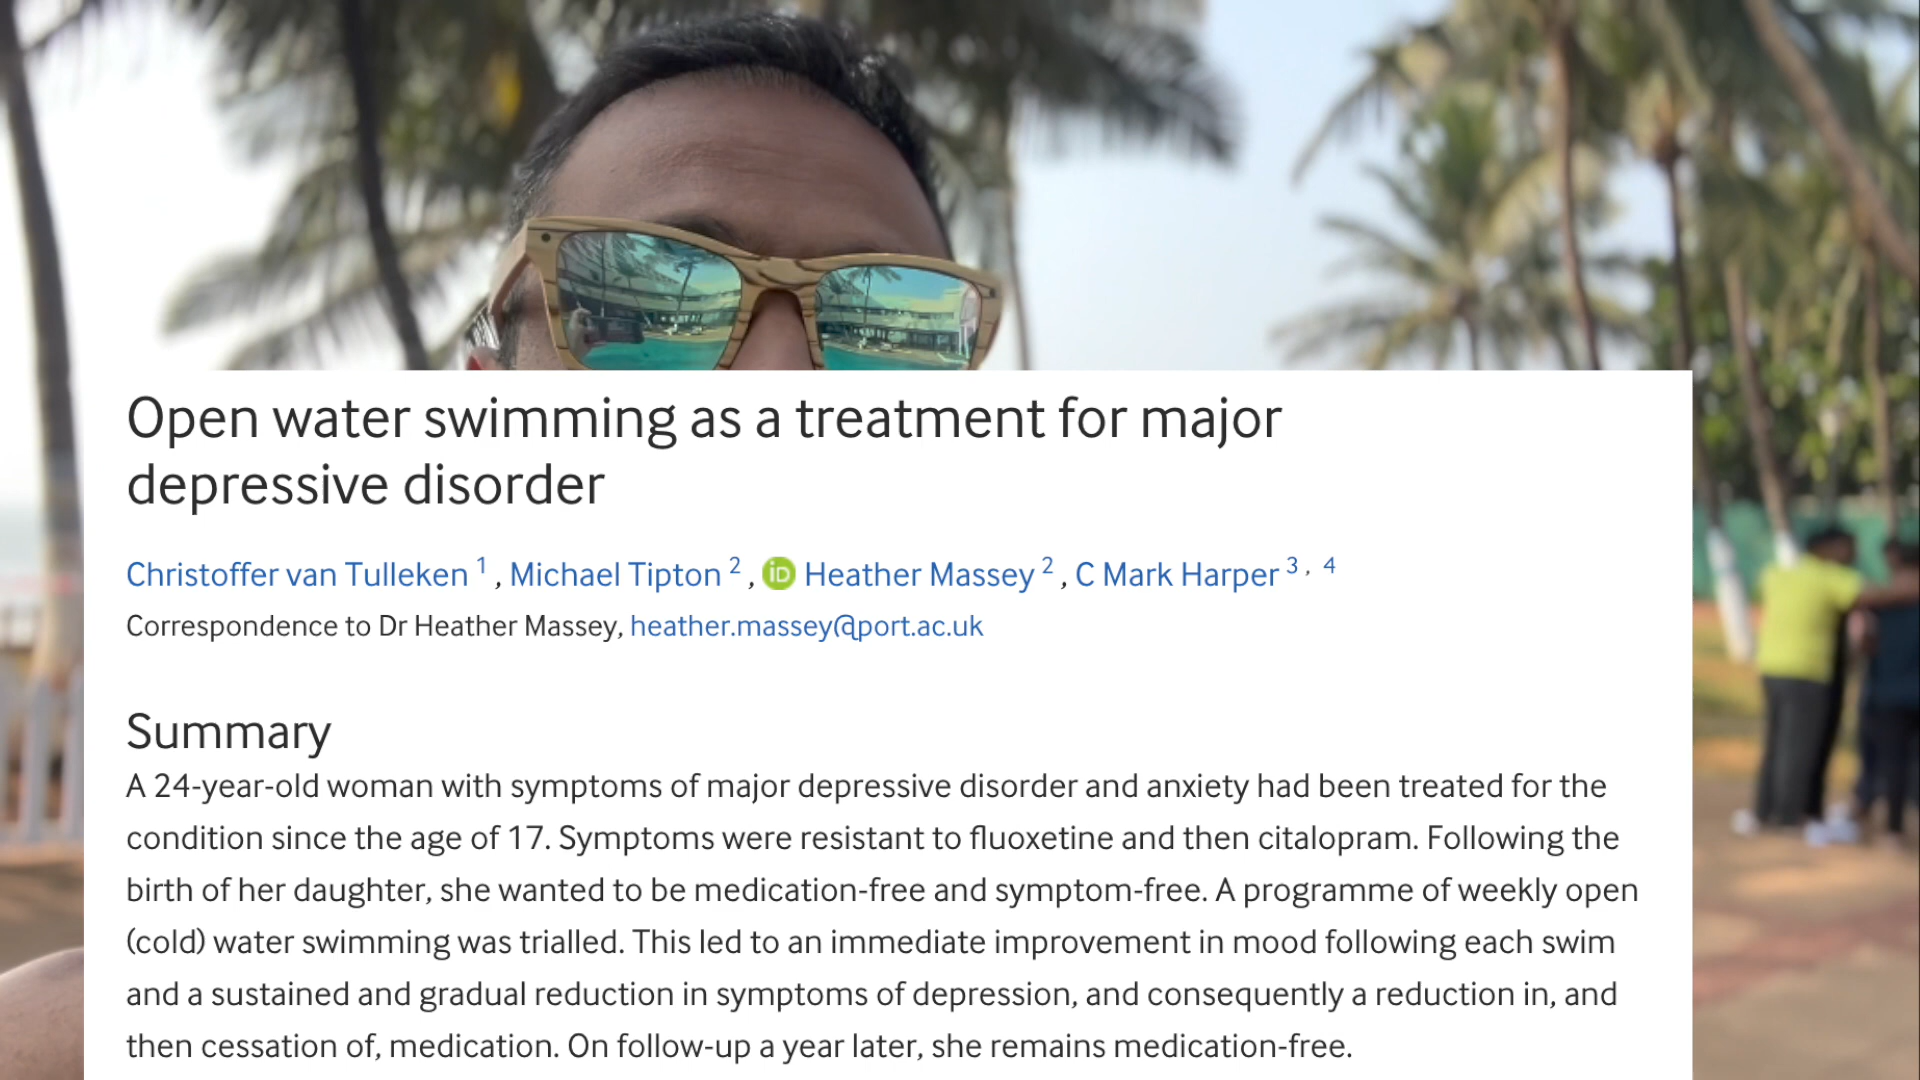 Open water swimming as a treatment for major
depressive disorder
Christoffer van Tulleken 1 , Michael Tipton 2 , iD Heather Massey 2 , C Mark Harper 3 , 4
Correspondence to Dr Heather Massey, heather.massey@port.ac.uk
Summary
A 24-year-old woman with symptoms of major depressive disorder and anxiety had been treated for the
condition since the age of 17. Symptoms were resistant to fluoxetine and then citalopram. Following the
birth of her daughter, she wanted to be medication-free and symptom-free. A programme of weekly open
(cold) water swimming was trialled. This led to an immediate improvement in mood following each swim
and a sustained and gradual reduction in symptoms of depression, and consequently a reduction in, and
then cessation of, medication. On follow-up a year later, she remains medication-free.